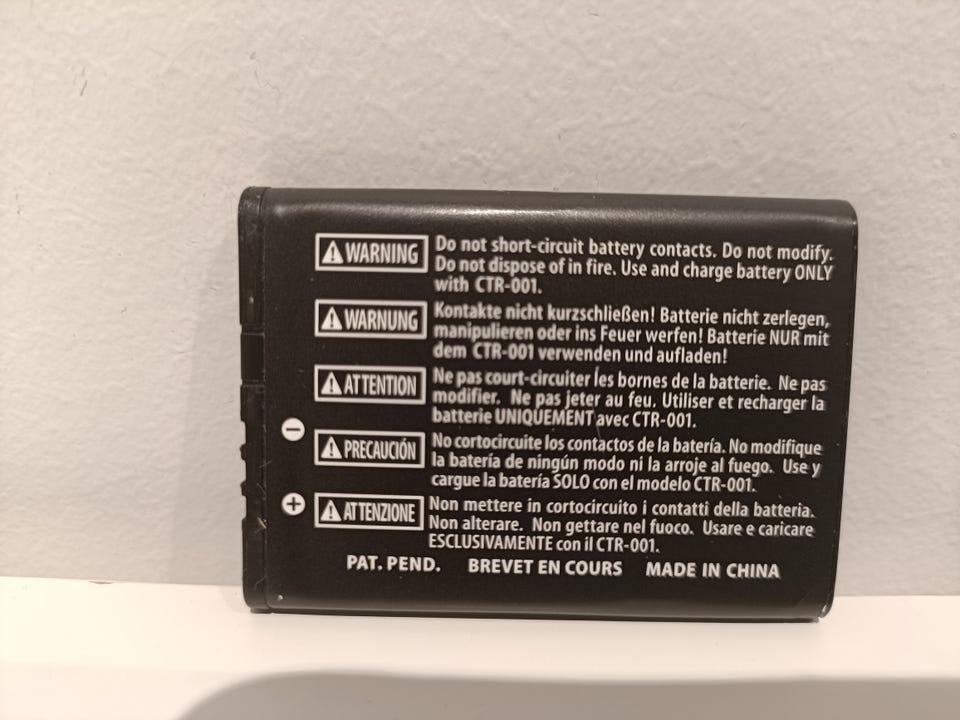 WARNING Do not short-circuit battery contacts. Do not modify.
Do not dispose of in fire. Use and charge battery ONLY
with CTR-001.
WARNUNG Kontakte nicht kurzschließen! Batterie nicht zerlegen,
manipulieren oder ins Feuer werfen! Batterie NUR mit
dem CTR-001 verwenden und aufladen!
ATTENTION Ne pas court-circuiter les bornes de la batterie. Ne pas
modifier. Ne pas jeter au feu. Utiliser et recharger la
batterie UNIQUEMENT avec CTR-001.
PRECAUCIÓN No cortocircuite los contactos de la batería. No modifique
la batería de ningún modo ni la arroje al fuego. Use y
cargue la batería SOLO con el modelo CTR-001.
ATTENZIONE Non mettere in cortocircuito i contatti della batteria.
Non alterare. Non gettare nel fuoco. Usare e caricare
ESCLUSIVAMENTE con il CTR-001.
PAT. PEND. BREVET EN COURS MADE IN CHINA